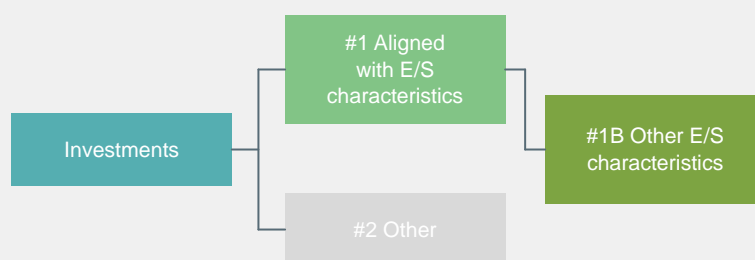 #1 Aligned
with E/S
characteristics
Investments
#1B Other E/S
characteristics
#2 Other